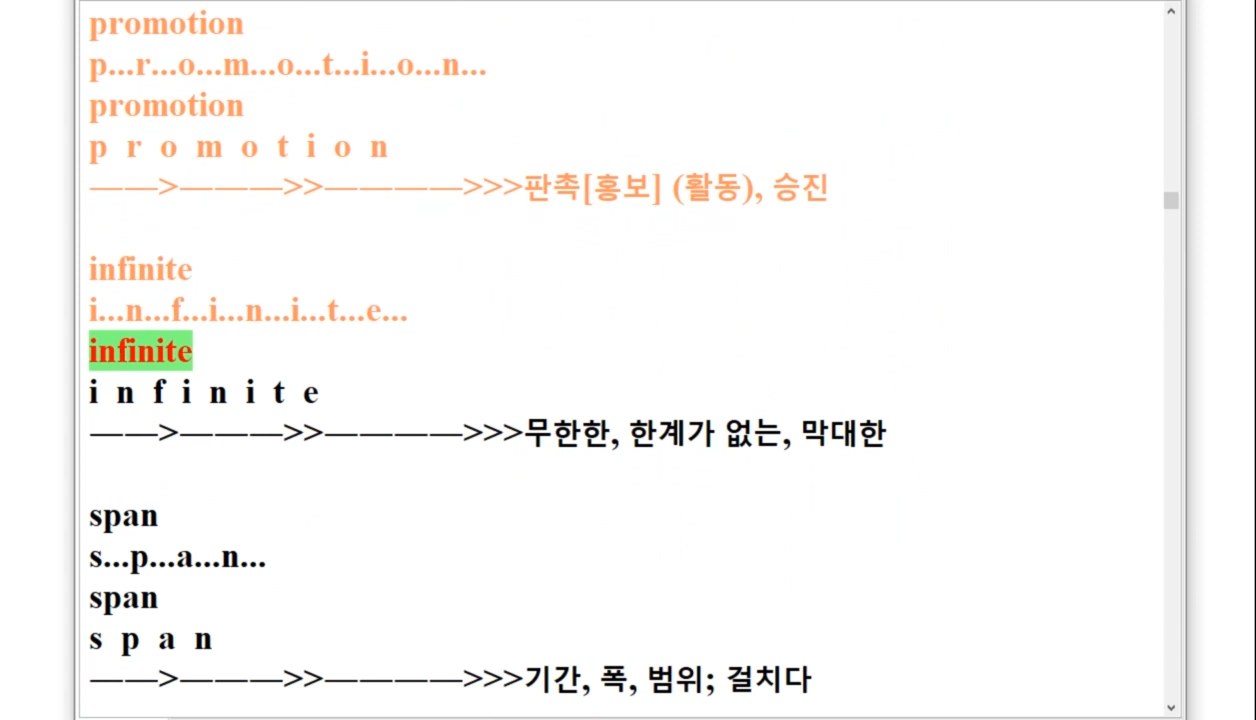 promotion
p...r...o...m...o...t...i...o...n...
promotion
p r o m o t i o n
——>———>>————>>>판촉[홍보] (활동), 승진
infinite
i...n...f...i...n...i...t...e...
infinite
i n f i n i t e
——>———>>————>>>무한한, 한계가 없는, 막대한
span
s...p...a...n...
span
s p a n
——>———>>————>>>기간, 폭, 범위; 걸치다